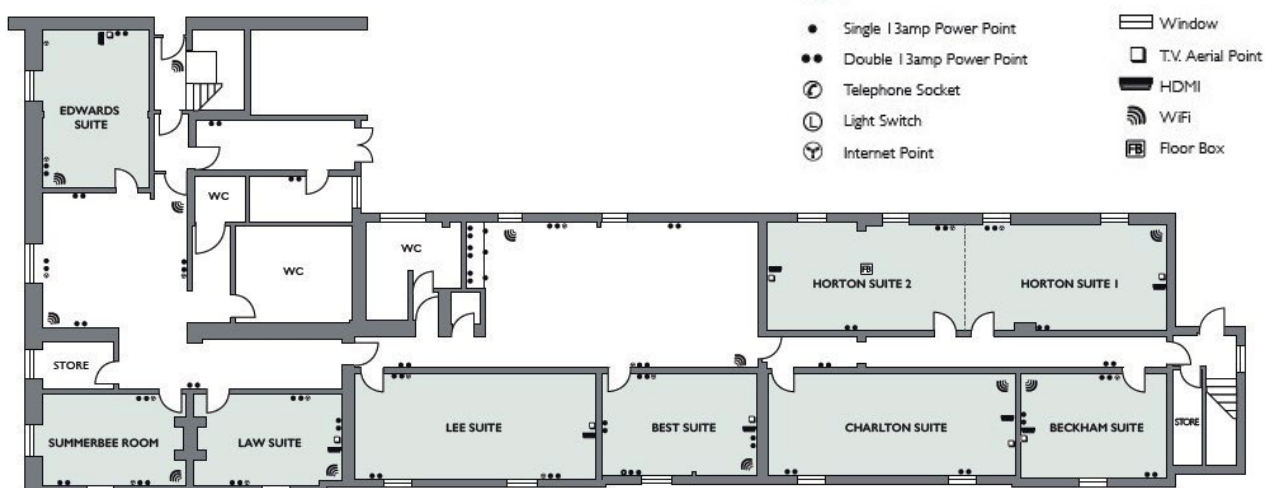 Single 13amp Power Point
Double 13amp Power Point
Telephone Socket
L Light Switch
Internet Point
Window
T.V. Aerial Point
HDMI
WiFi
FB Floor Box
EDWARDS
SUITE
WC
WC
WC
FB
HORTON SUITE 2
HORTON SUITE 1
STORE
SUMMERBEE ROOM
LAW SUITE
LEE SUITE
BEST SUITE
CHARLTON SUITE
BECKHAM SUITE
STORE